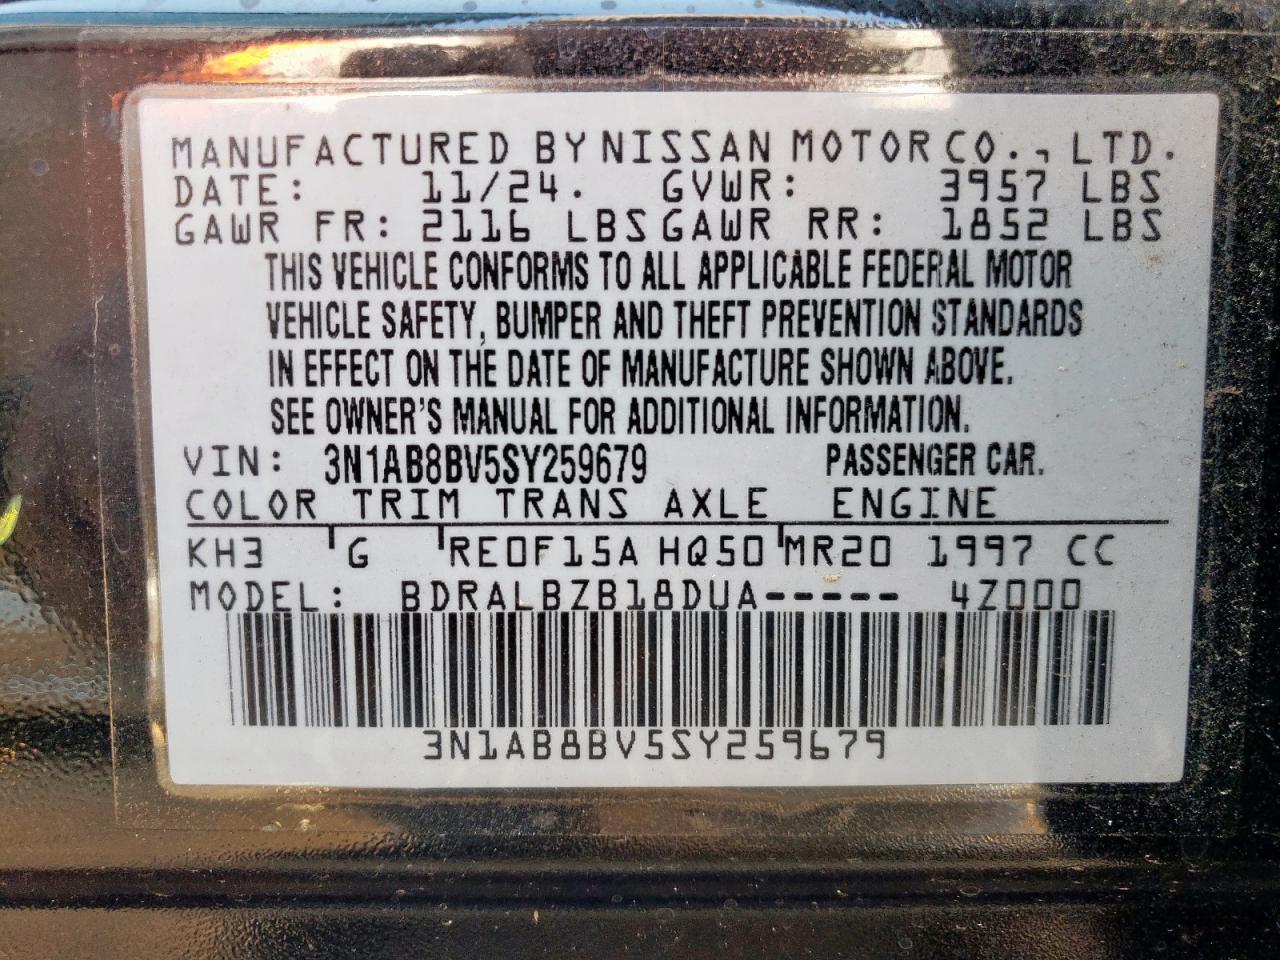 MANUFACTURED BY NISSAN MOTOR CO., LTD.
DATE: 11/24. GVWR: 3957 LBS
GAWR FR: 2116 LBS GAWR RR: 1852 LBS
THIS VEHICLE CONFORMS TO ALL APPLICABLE FEDERAL MOTOR
VEHICLE SAFETY, BUMPER AND THEFT PREVENTION STANDARDS
IN EFFECT ON THE DATE OF MANUFACTURE SHOWN ABOVE.
SEE OWNER'S MANUAL FOR ADDITIONAL INFORMATION.
VIN: 3N1AB8BV5SY259679 PASSENGER CAR.
COLOR TRIM TRANS AXLE ENGINE
KH3 G RE0F15A HQ50 MR20 1997 CC
MODEL: BDRALBZB18DUA----- 4Z000
3N1AB8BV5SY259679